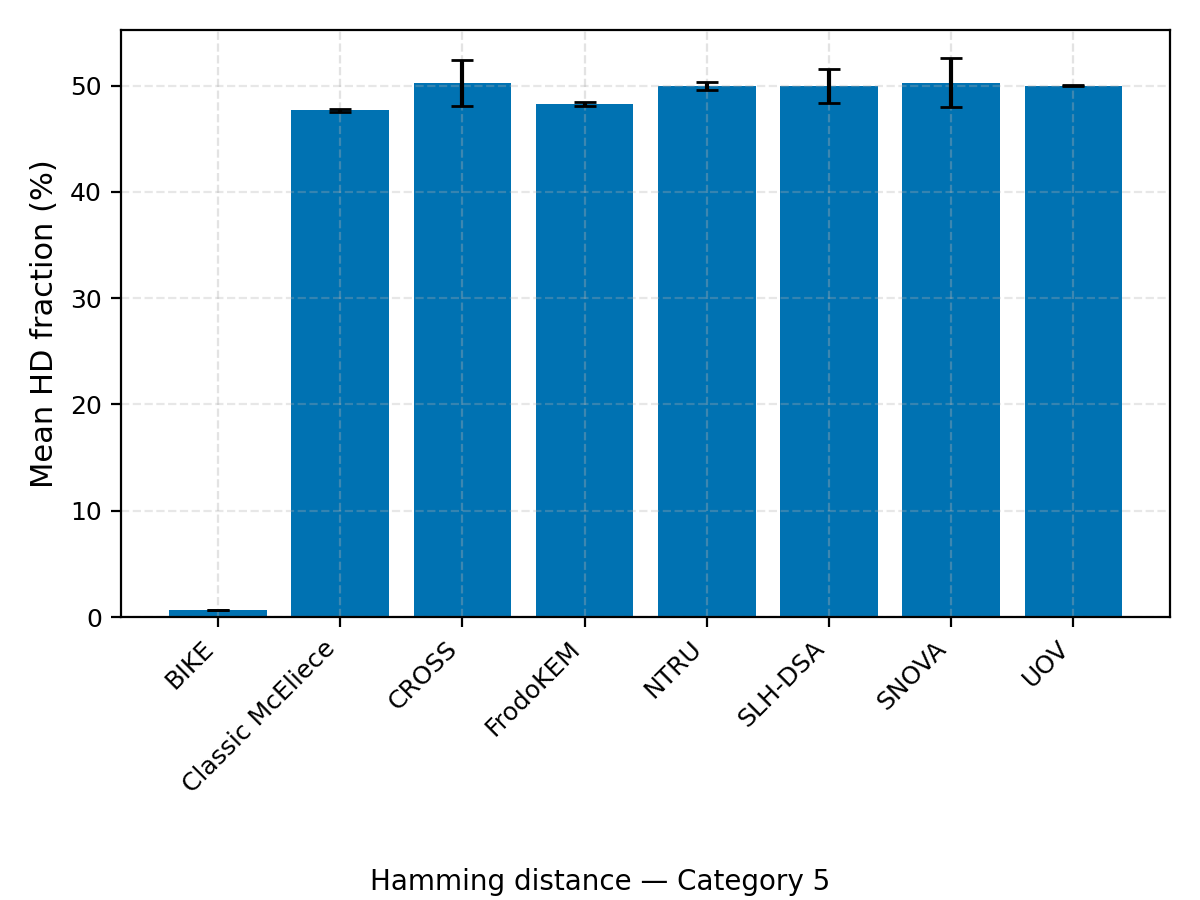 50
40
30
20
10
0
Mean HD fraction (%)
BIKE
Classic McEliece
CROSS
FrodoKEM
NTRU
SLH-DSA
SNOVA
UOV
Hamming distance — Category 5